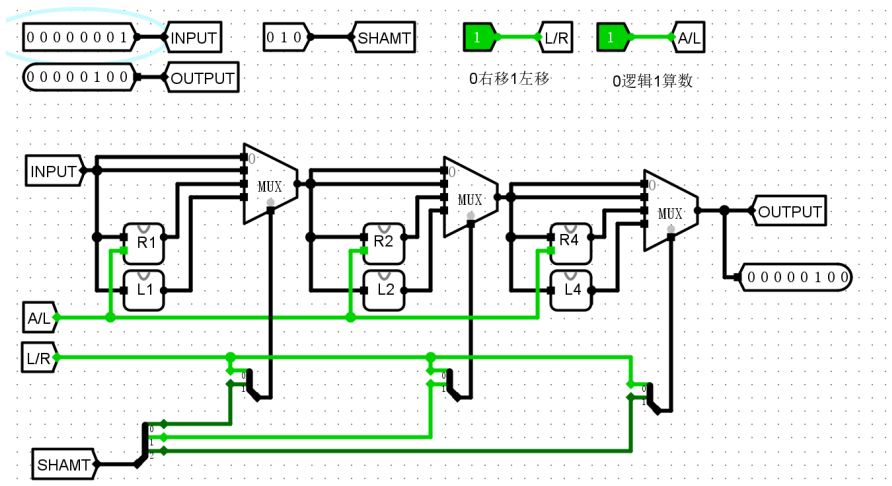 00000001 INPUT 010 SHAMT 1 L/R 1 A/L
00000100 OUTPUT 0右移1左移 0逻辑1算数
INPUT 0 MUX 0 MUX 0 MUX OUTPUT
R1 R2 R4
L1 L2 L4 00000100
A/L
L/R
0 0 0
1 1 1
SHAMT 0
1
2